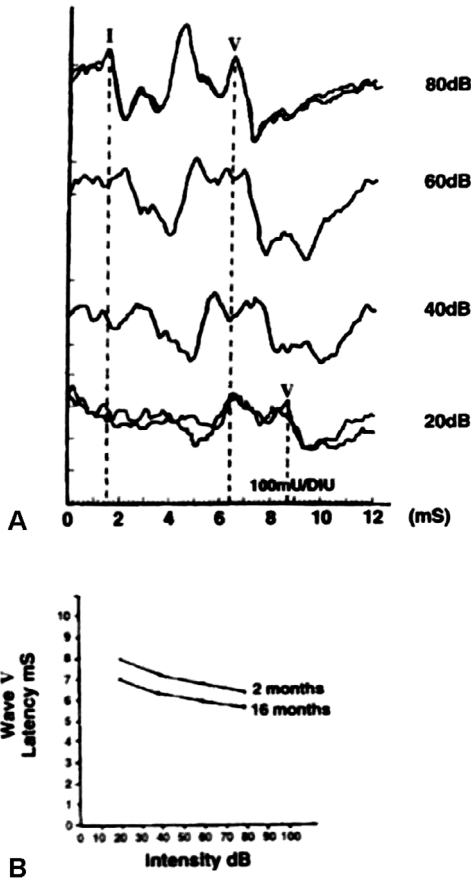 I V
80dB
60dB
40dB
V
20dB
100mU/DIU
A
0 2 4 6 8 10 12 (mS)
10
9
8
7
6
5
4
3
2
1
0
Wave V
Latency mS
2 months
16 months
0 10 20 30 40 50 60 70 80 90 100
Intensity dB
B